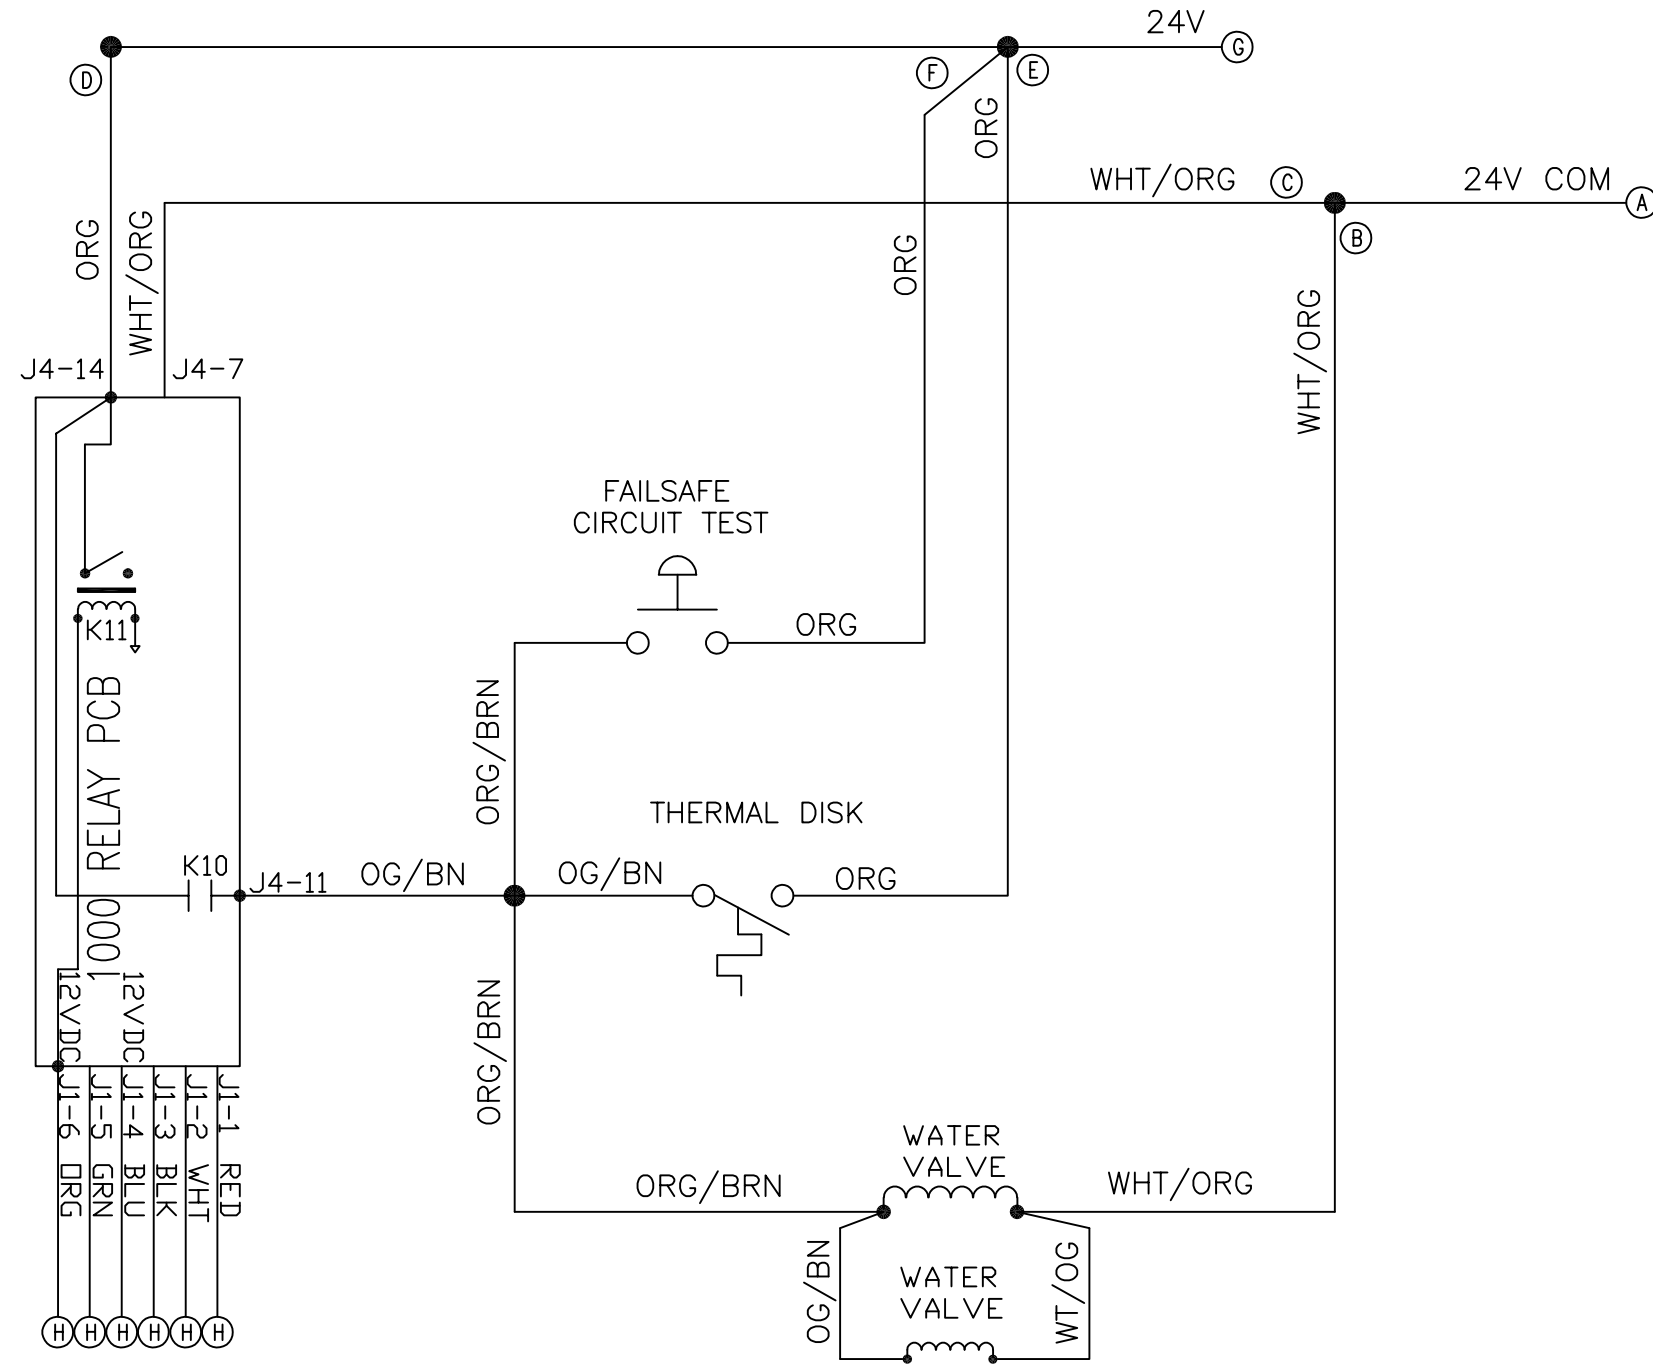 24V
G
D
F
E
ORG
WHT/ORG
C
24V COM
A
B
ORG
WHT/ORG
ORG
WHT/ORG
J4-14
J4-7
FAILSAFE
CIRCUIT TEST
K11
ORG
1000 RELAY PCB
ORG/BRN
THERMAL DISK
K10
J4-11
OG/BN
OG/BN
ORG
12VDC
12VDC
ORG/BRN
J1-6 ORG
J1-5 GRN
J1-4 BLU
J1-3 BLK
J1-2 WHT
J1-1 RED
WATER
VALVE
ORG/BRN
WHT/ORG
OG/BN
WATER
VALVE
WT/OG
H
H
H
H
H
H